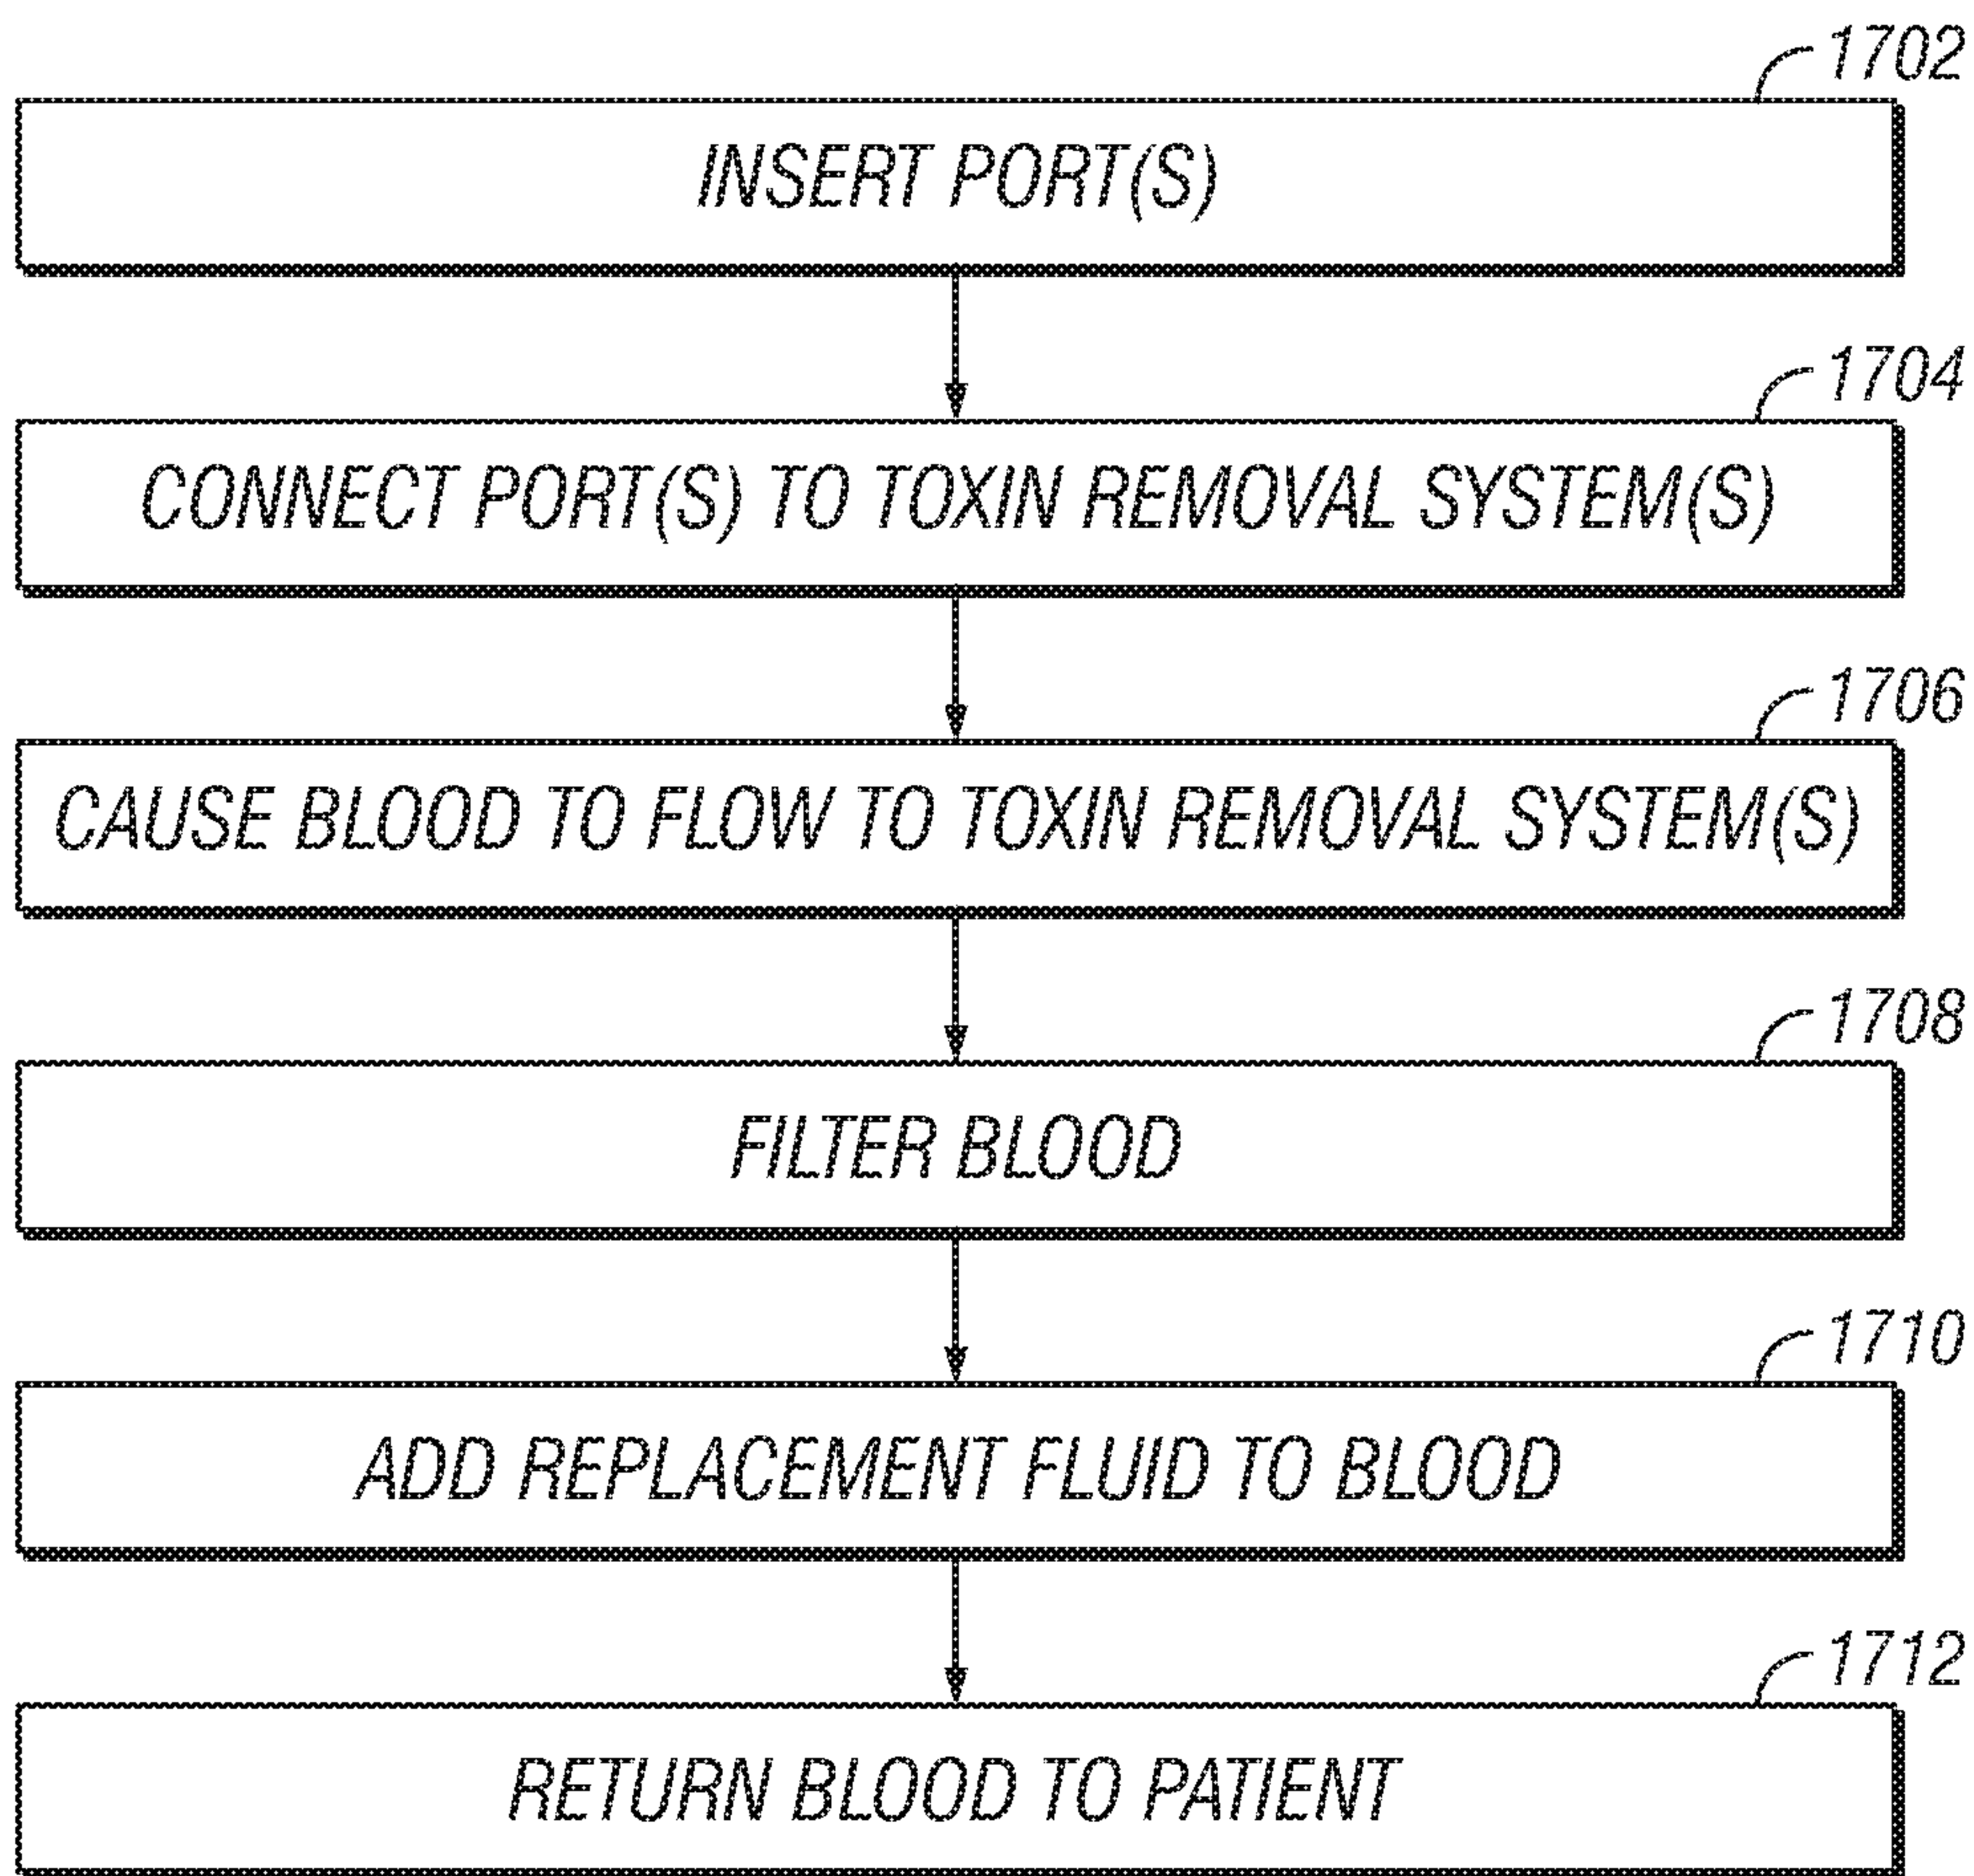 1702
INSERT PORT(S)
1704
CONNECT PORT(S) TO TOXIN REMOVAL SYSTEM(S)
1706
CAUSE BLOOD TO FLOW TO TOXIN REMOVAL SYSTEM(S)
1708
FILTER BLOOD
1710
ADD REPLACEMENT FLUID TO BLOOD
1712
RETURN BLOOD TO PATIENT